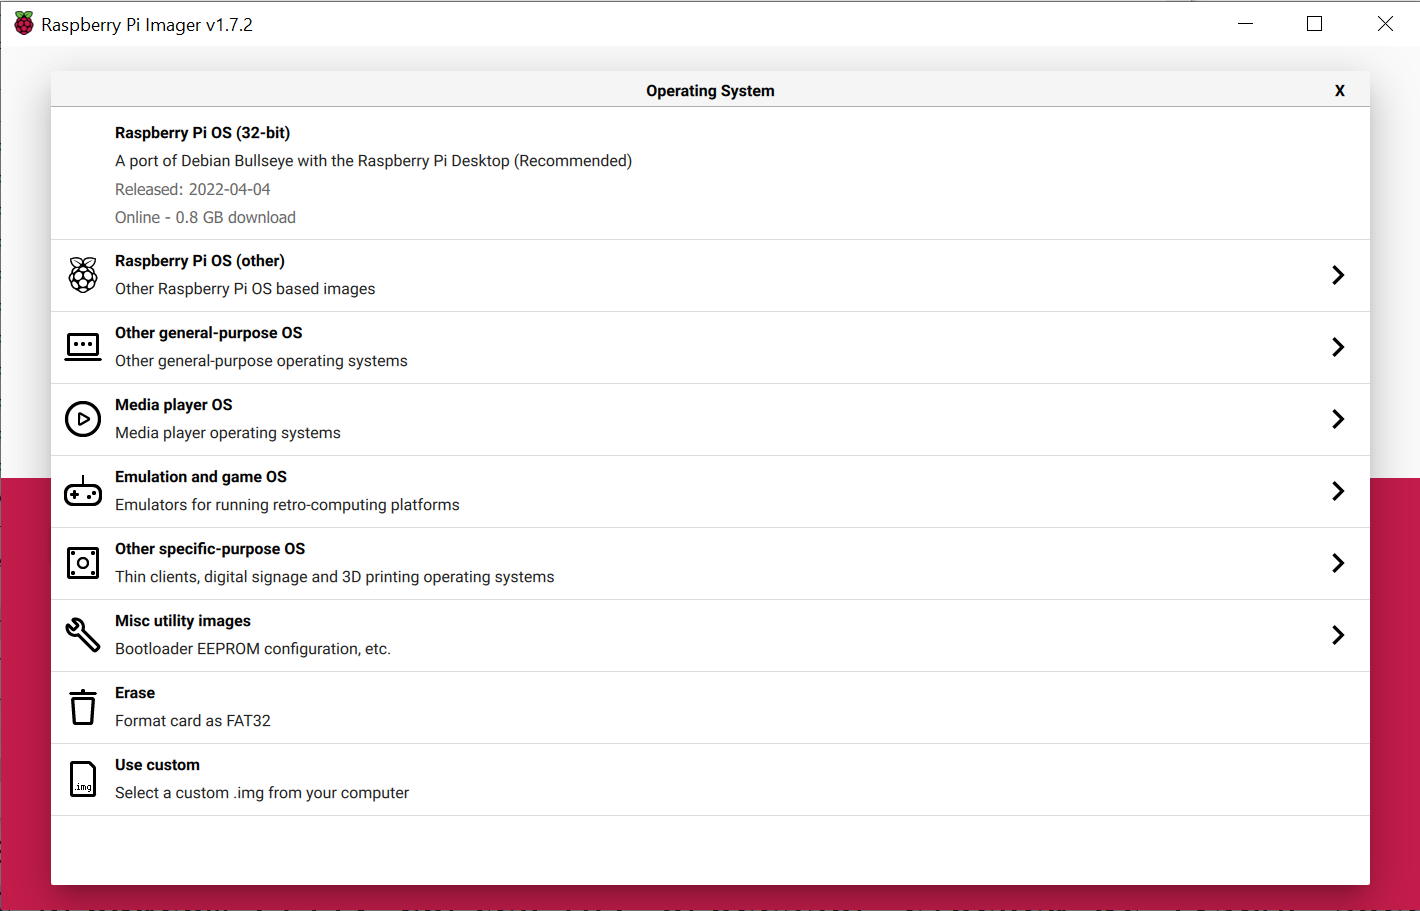 Raspberry Pi Imager v1.7.2
Operating System
X
Raspberry Pi OS (32-bit)
A port of Debian Bullseye with the Raspberry Pi Desktop (Recommended)
Released: 2022-04-04
Online - 0.8 GB download
Raspberry Pi OS (other)
Other Raspberry Pi OS based images
Other general-purpose OS
Other general-purpose operating systems
Media player OS
Media player operating systems
Emulation and game OS
Emulators for running retro-computing platforms
Other specific-purpose OS
Thin clients, digital signage and 3D printing operating systems
Misc utility images
Bootloader EEPROM configuration, etc.
Erase
Format card as FAT32
Use custom
.img
Select a custom .img from your computer